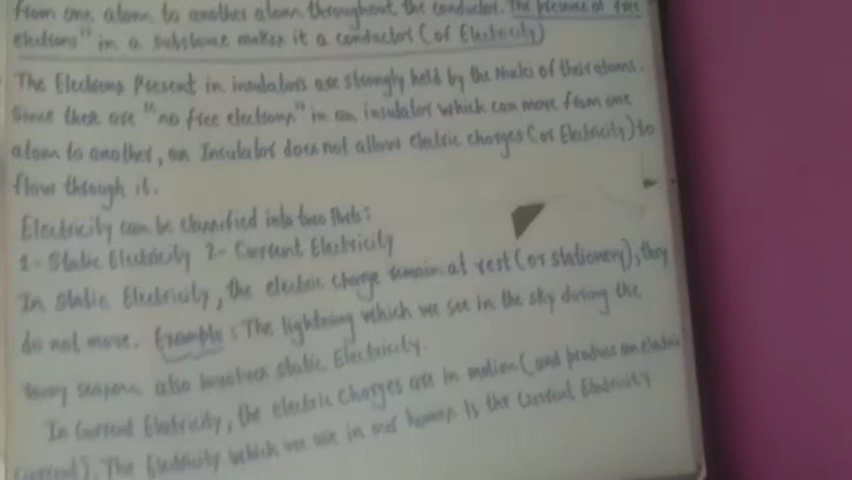 from one atom to another atom throughout the conductor. The Presence of free
electrons" in a substance makes it a conductor (of Electricity)
The Electrons Present in insulators are strongly held by the Nuclei of their atoms.
Since there are "no free electrons" in an insulator which can move from one
atom to another, an Insulator does not allow electric charges (or Electricity) to
flow through it.
Electricity can be classified into two Parts:
1- Static Electricity 2- Current Electricity
In Static Electricity, the electric charge remain at rest (or stationery), they
do not move. Example: The lightning which we see in the sky during the
seasons also static Electricity.
In Current Electricity, the electric charges are in motion (and produce an electric
current). The Electricity which we use in our homes Is the Current Electricity